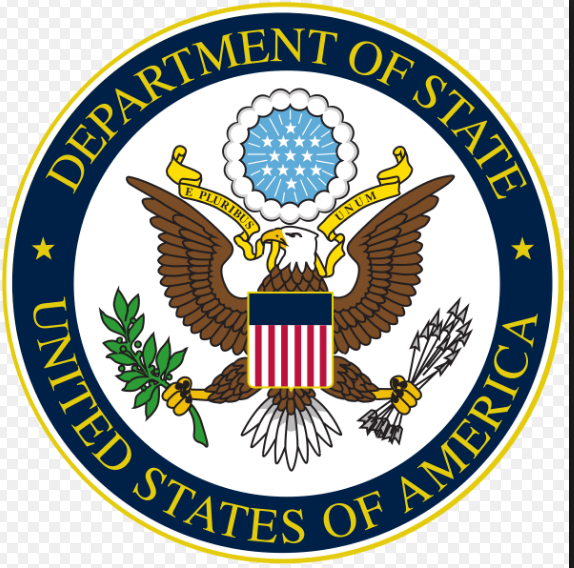 DEPARTMENT OF STATE
E PLURIBUS UNUM
UNITED STATES OF AMERICA